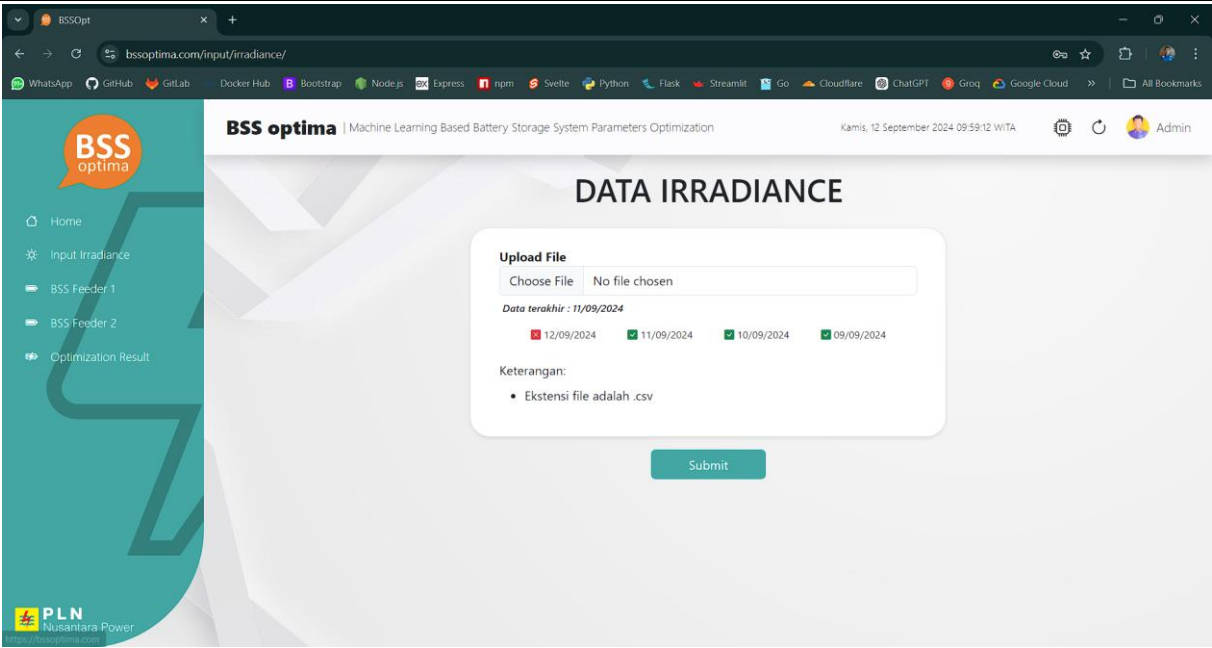 BSSOpt
bssoptima.com/input/irradiance/
WhatsApp GitHub GitLab Docker Hub Bootstrap Node.js Express npm Svelte Python Flask Streamlit Go Cloudflare ChatGPT Groq Google Cloud » All Bookmarks
BSS
optima
BSS optima | Machine Learning Based Battery Storage System Parameters Optimization
Kamis, 12 September 2024 09:59:12 WITA
Admin
Home
Input Irradiance
BSS Feeder 1
BSS Feeder 2
Optimization Result
DATA IRRADIANCE
Upload File
Choose File No file chosen
Data terakhir : 11/09/2024
12/09/2024 11/09/2024 10/09/2024 09/09/2024
Keterangan:
• Ekstensi file adalah .csv
Submit
PLN
Nusantara Power
https://bssoptima.com